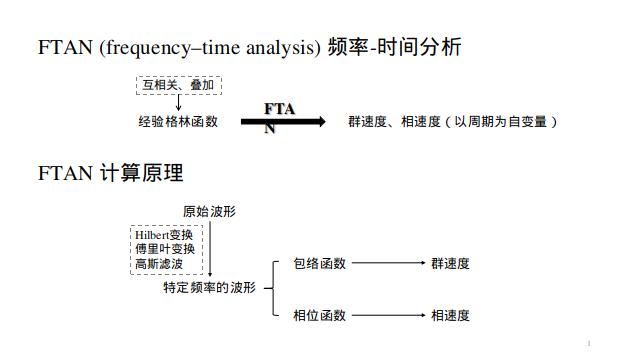 FTAN (frequency–time analysis) 频率-时间分析
互相关、叠加
经验格林函数
FTA
N
群速度、相速度（以周期为自变量）
FTAN 计算原理
原始波形
Hilbert变换
傅里叶变换
高斯滤波
特定频率的波形
包络函数
群速度
相位函数
相速度
1